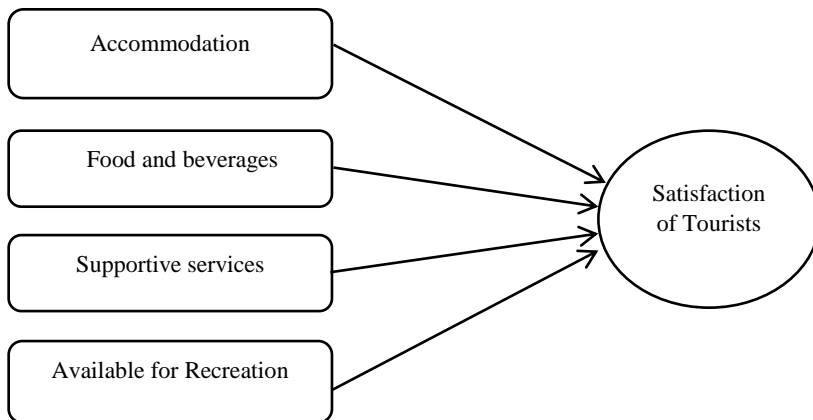 Accommodation
Food and beverages
Supportive services
Available for Recreation
Satisfaction
of Tourists